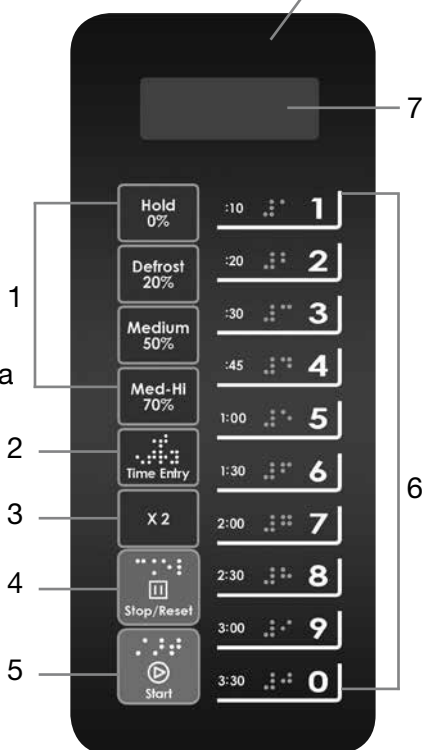 7
Hold
0%
:10 1
Defrost
20%
:20 2
1
Medium
50%
:30 3
a
Med-Hi
70%
:45 4
1:00 5
2
Time Entry
1:30 6
6
3
X 2
2:00 7
4
Stop/Reset
2:30 8
3:00 9
5
Start
3:30 0